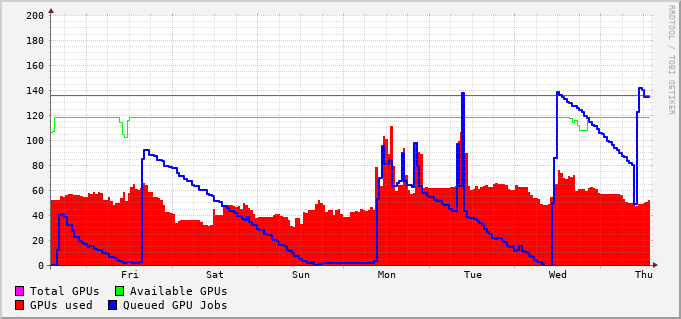 200
180
160
140
120
100
80
60
40
20
0
Fri Sat Sun Mon Tue Wed Thu
Total GPUs Available GPUs
GPUs used Queued GPU Jobs
RRDTOOL / TOBI OETIKER